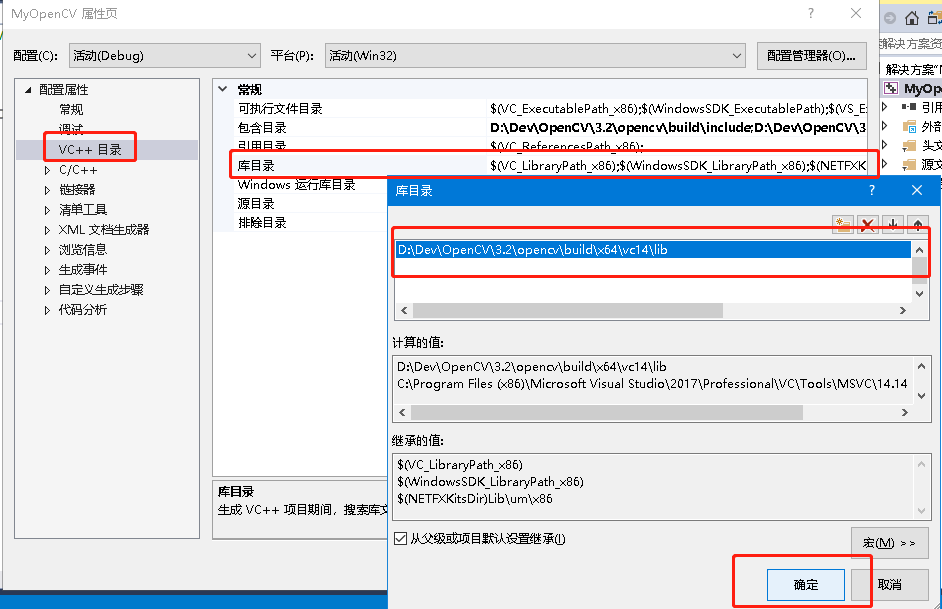 MyOpenCV 属性页
配置(C):
活动(Debug)
平台(P):
活动(Win32)
配置管理器(O)...
配置属性
常规
调试
VC++ 目录
C/C++
链接器
清单工具
XML 文档生成器
浏览信息
生成事件
自定义生成步骤
代码分析
常规
可执行文件目录 $(VC_ExecutablePath_x86);$(WindowsSDK_ExecutablePath);$(VS_E
包含目录 D:\Dev\OpenCV\3.2\opencv\build\include;D:\Dev\OpenCV\3
引用目录 $(VC_ReferencesPath_x86);
库目录 $(VC_LibraryPath_x86);$(WindowsSDK_LibraryPath_x86);$(NETFXK
Windows 运行库目录
源目录
排除目录
库目录
生成 VC++ 项目期间，搜索库文
库目录
D:\Dev\OpenCV\3.2\opencv\build\x64\vc14\lib
计算的值:
D:\Dev\OpenCV\3.2\opencv\build\x64\vc14\lib
C:\Program Files (x86)\Microsoft Visual Studio\2017\Professional\VC\Tools\MSVC\14.14
继承的值:
$(VC_LibraryPath_x86)
$(WindowsSDK_LibraryPath_x86)
$(NETFXKitsDir)Lib\um\x86
从父级或项目默认设置继承(I)
宏(M) >>
确定
取消
解决方案资
解决方案"M
MyOp
引用
外部
头文
源文